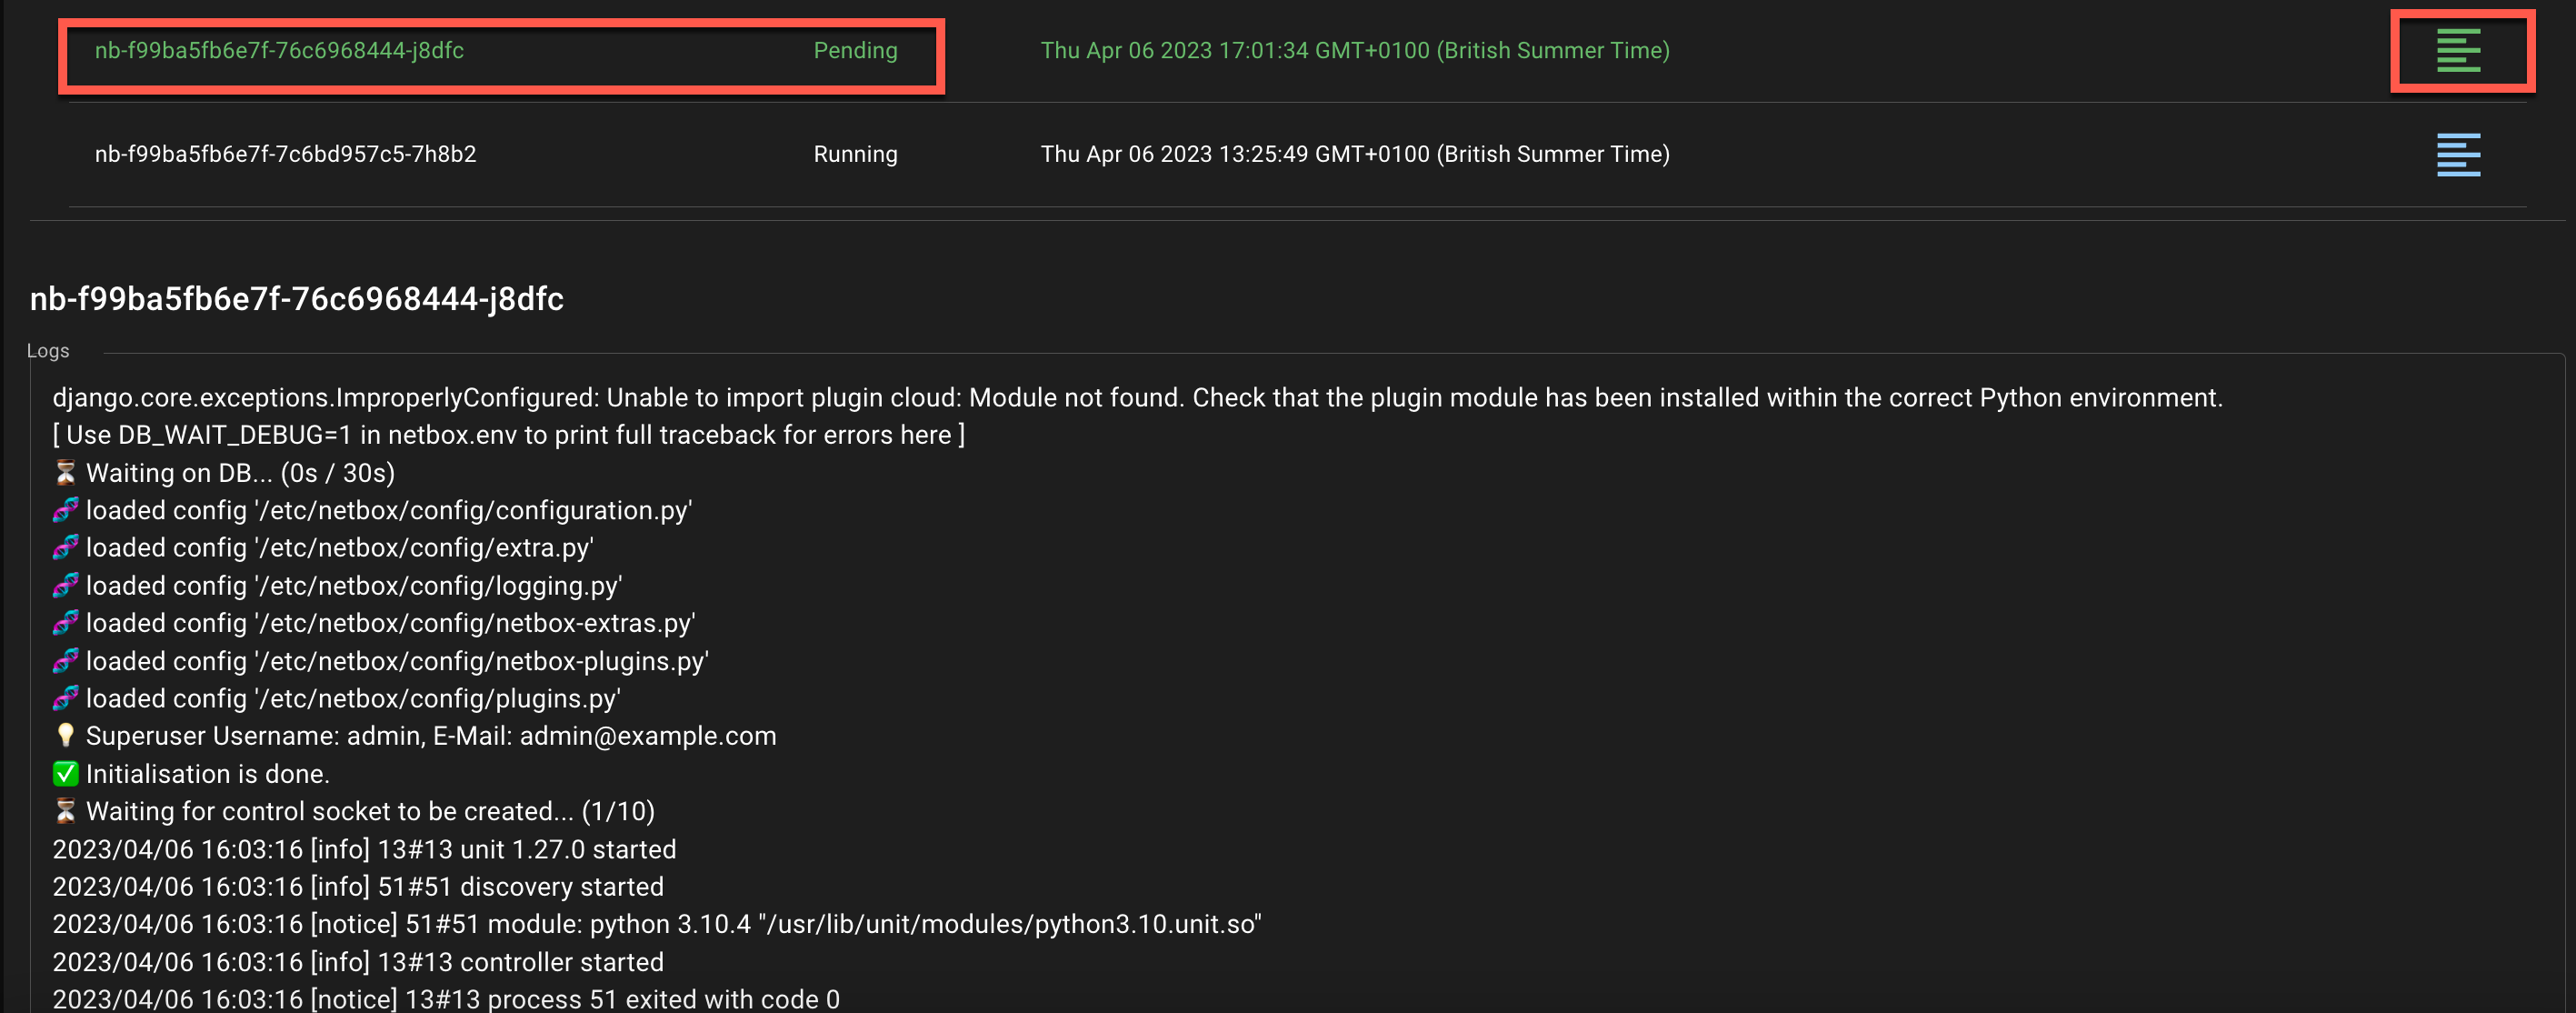 nb-f99ba5fb6e7f-76c6968444-j8dfc Pending Thu Apr 06 2023 17:01:34 GMT+0100 (British Summer Time)
nb-f99ba5fb6e7f-7c6bd957c5-7h8b2 Running Thu Apr 06 2023 13:25:49 GMT+0100 (British Summer Time)
nb-f99ba5fb6e7f-76c6968444-j8dfc
Logs
django.core.exceptions.ImproperlyConfigured: Unable to import plugin cloud: Module not found. Check that the plugin module has been installed within the correct Python environment.
[ Use DB_WAIT_DEBUG=1 in netbox.env to print full traceback for errors here ]
⏳ Waiting on DB... (0s / 30s)
🧬 loaded config '/etc/netbox/config/configuration.py'
🧬 loaded config '/etc/netbox/config/extra.py'
🧬 loaded config '/etc/netbox/config/logging.py'
🧬 loaded config '/etc/netbox/config/netbox-extras.py'
🧬 loaded config '/etc/netbox/config/netbox-plugins.py'
🧬 loaded config '/etc/netbox/config/plugins.py'
💡 Superuser Username: admin, E-Mail: admin@example.com
✅ Initialisation is done.
⏳ Waiting for control socket to be created... (1/10)
2023/04/06 16:03:16 [info] 13#13 unit 1.27.0 started
2023/04/06 16:03:16 [info] 51#51 discovery started
2023/04/06 16:03:16 [notice] 51#51 module: python 3.10.4 "/usr/lib/unit/modules/python3.10.unit.so"
2023/04/06 16:03:16 [info] 13#13 controller started
2023/04/06 16:03:16 [notice] 13#13 process 51 exited with code 0